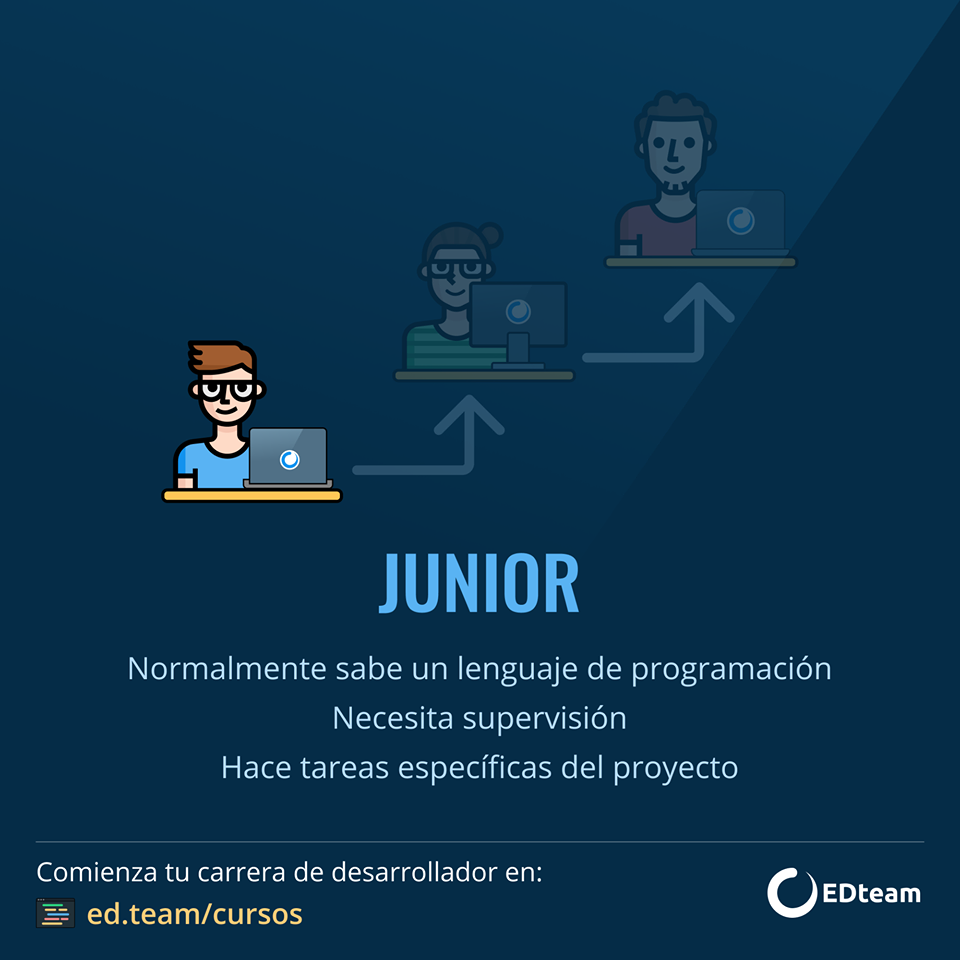 JUNIOR
Normalmente sabe un lenguaje de programación
Necesita supervisión
Hace tareas específicas del proyecto
Comienza tu carrera de desarrollador en:
ed.team/cursos
EDteam